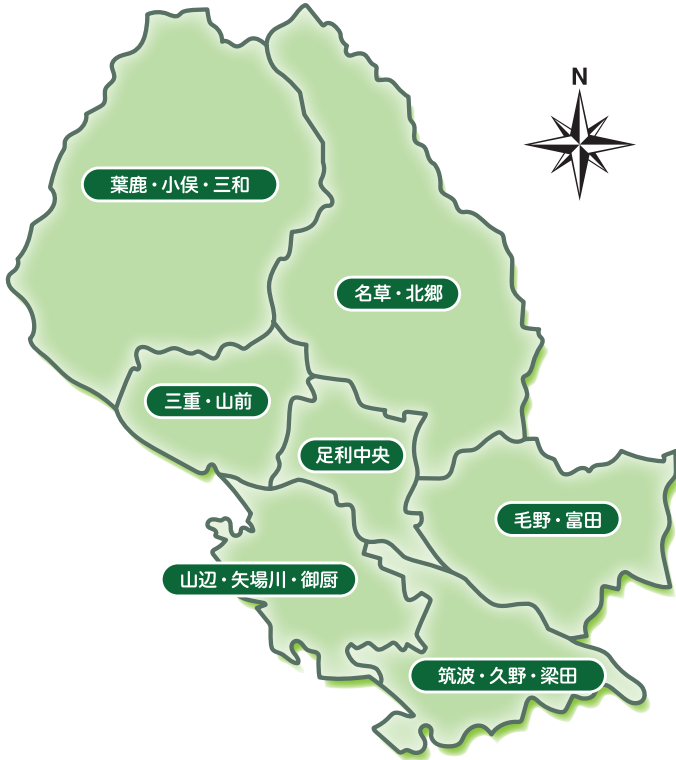 N
葉鹿・小俣・三和
名草・北郷
三重・山前
足利中央
毛野・富田
山辺・矢場川・御厨
筑波・久野・梁田